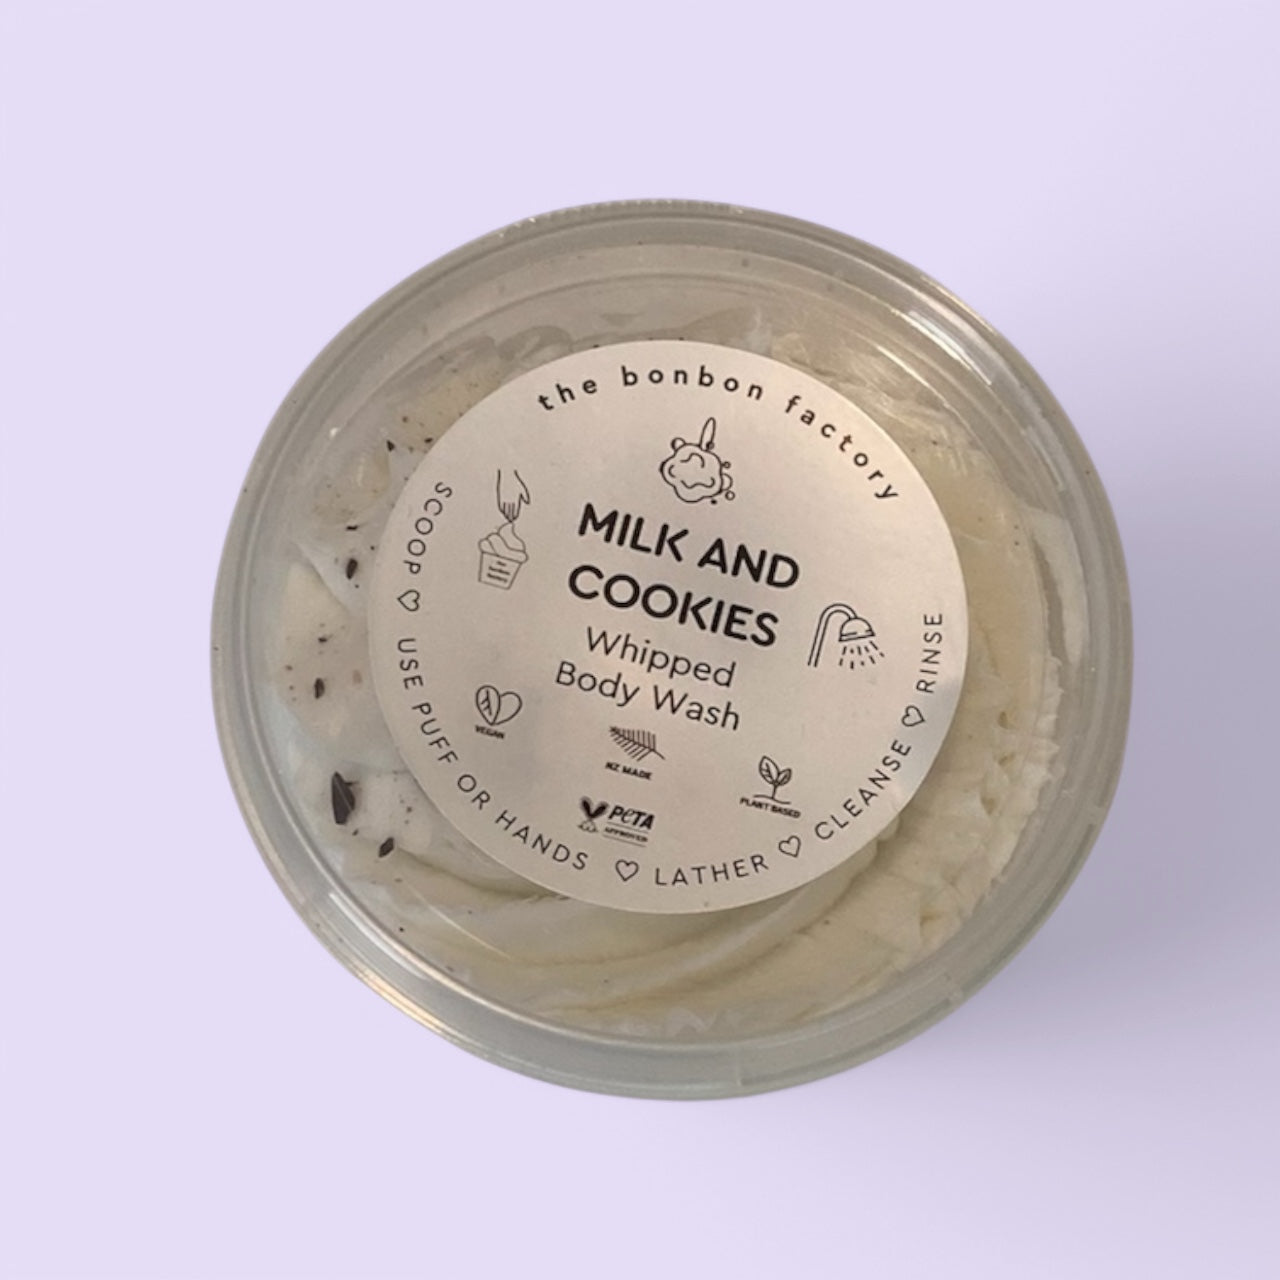 the bonbon factory
MILK AND
COOKIES
Whipped
Body Wash
VEGAN
NZ MADE
PLANT BASED
PeTA
APPROVED
SCOOP ♡ USE PUFF OR HANDS ♡ LATHER ♡ CLEANSE ♡ RINSE